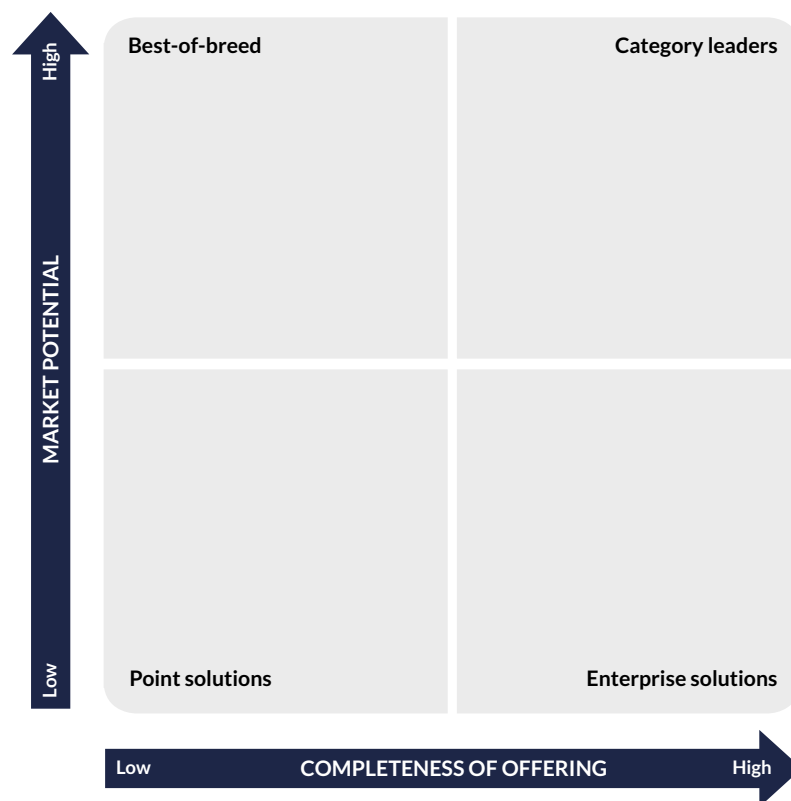 High
Best-of-breed
Category leaders
MARKET POTENTIAL
Low
Point solutions
Enterprise solutions
Low
COMPLETENESS OF OFFERING
High